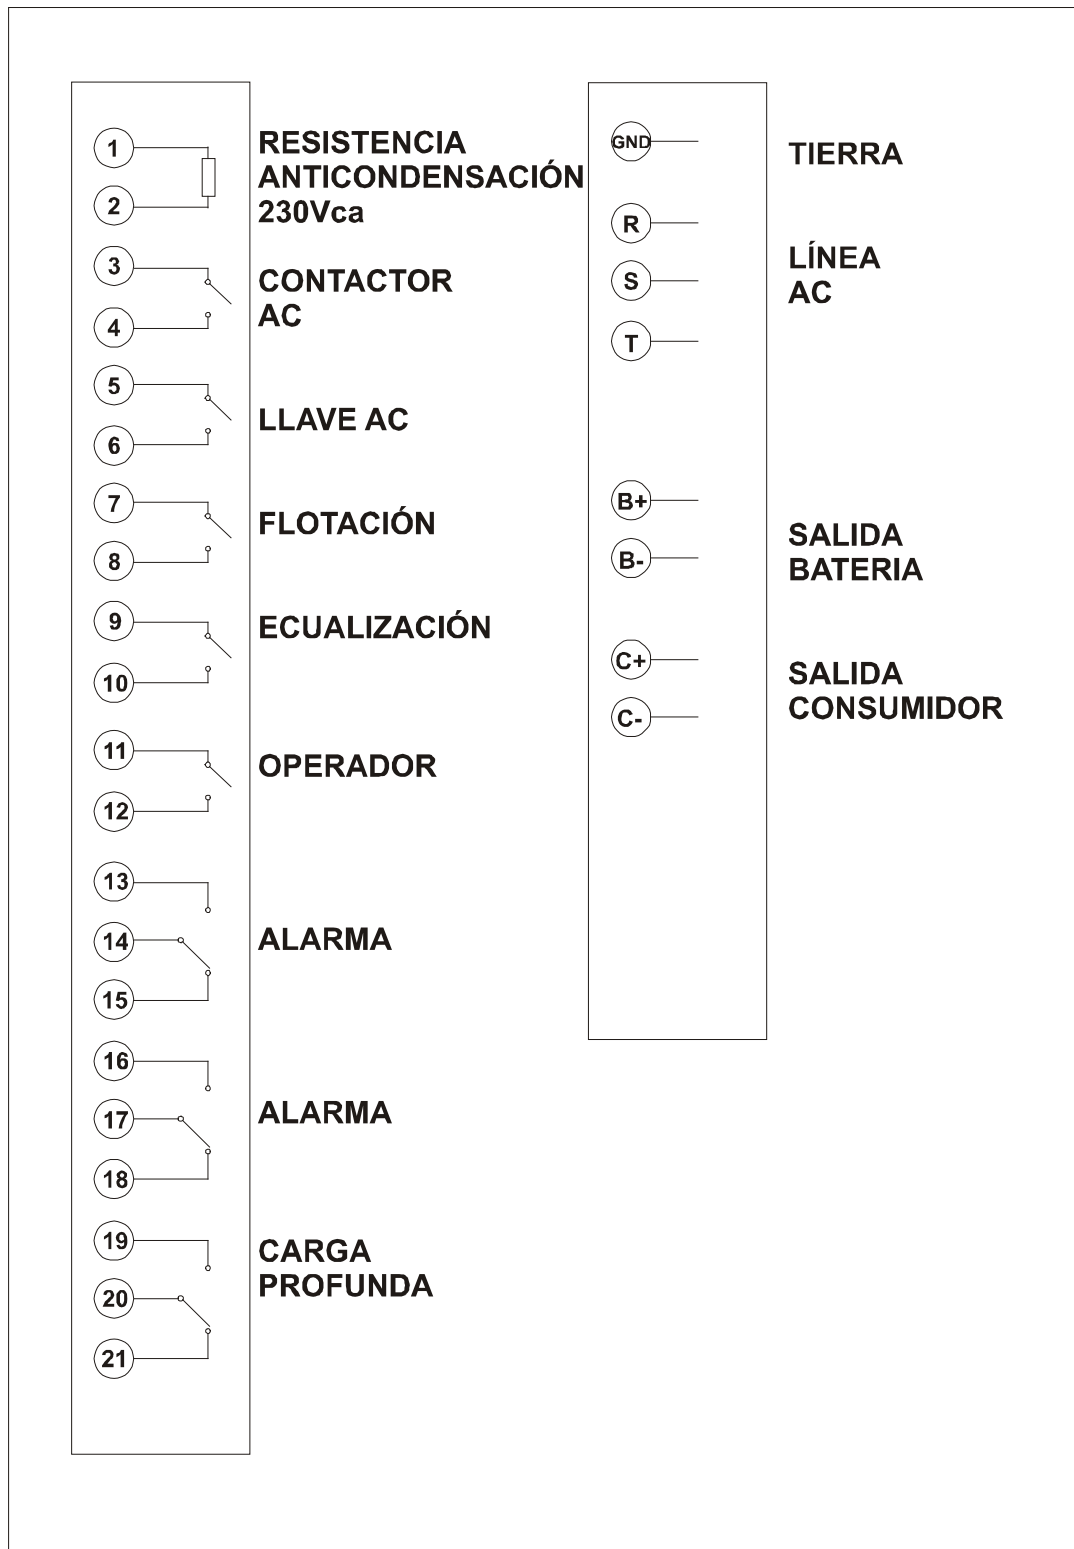 1
RESISTENCIA
ANTICONDENSACIÓN
2
230Vca
3
CONTACTOR
AC
4
5
LLAVE AC
6
7
FLOTACIÓN
8
9
ECUALIZACIÓN
10
11
OPERADOR
12
13
14
ALARMA
15
16
17
ALARMA
18
19
CARGA
PROFUNDA
20
21
GND
TIERRA
R
LÍNEA
AC
S
T
B+
SALIDA
BATERIA
B-
C+
SALIDA
CONSUMIDOR
C-